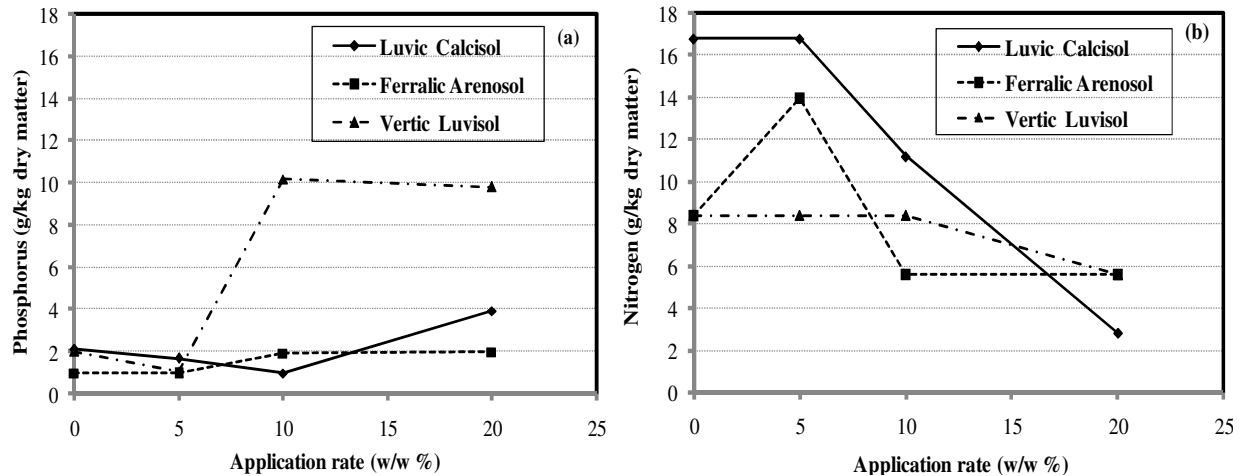 18
16
14
12
10
8
6
4
2
0
Phosphorus (g/kg dry matter)
(a)
Luvic Calcisol
Ferralic Arenosol
Vertic Luvisol
0 5 10 15 20 25
Application rate (w/w %)
18
16
14
12
10
8
6
4
2
0
Nitrogen (g/kg dry matter)
(b)
Luvic Calcisol
Ferralic Arenosol
Vertic Luvisol
0 5 10 15 20 25
Application rate (w/w %)